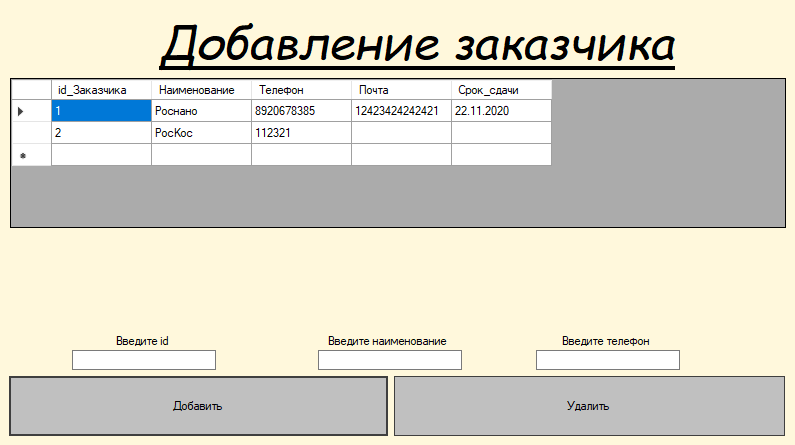 Добавление заказчика
id_Заказчика Наименование Телефон Почта Срок_сдачи
1 Роснано 8920678385 12423424242421 22.11.2020
2 РосКос 112321
Введите id Введите наименование Введите телефон
Добавить Удалить